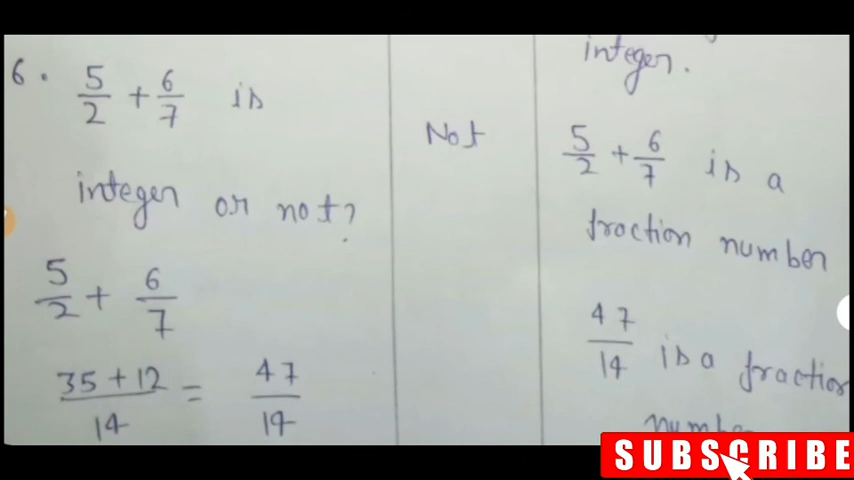 6. 5/2 + 6/7 is
integer or not?
5/2 + 6/7
35+12/14 = 47/14
Not
integer.
5/2 + 6/7 is a
fraction number
47/14 is a fraction
number
SUBSCRIBE